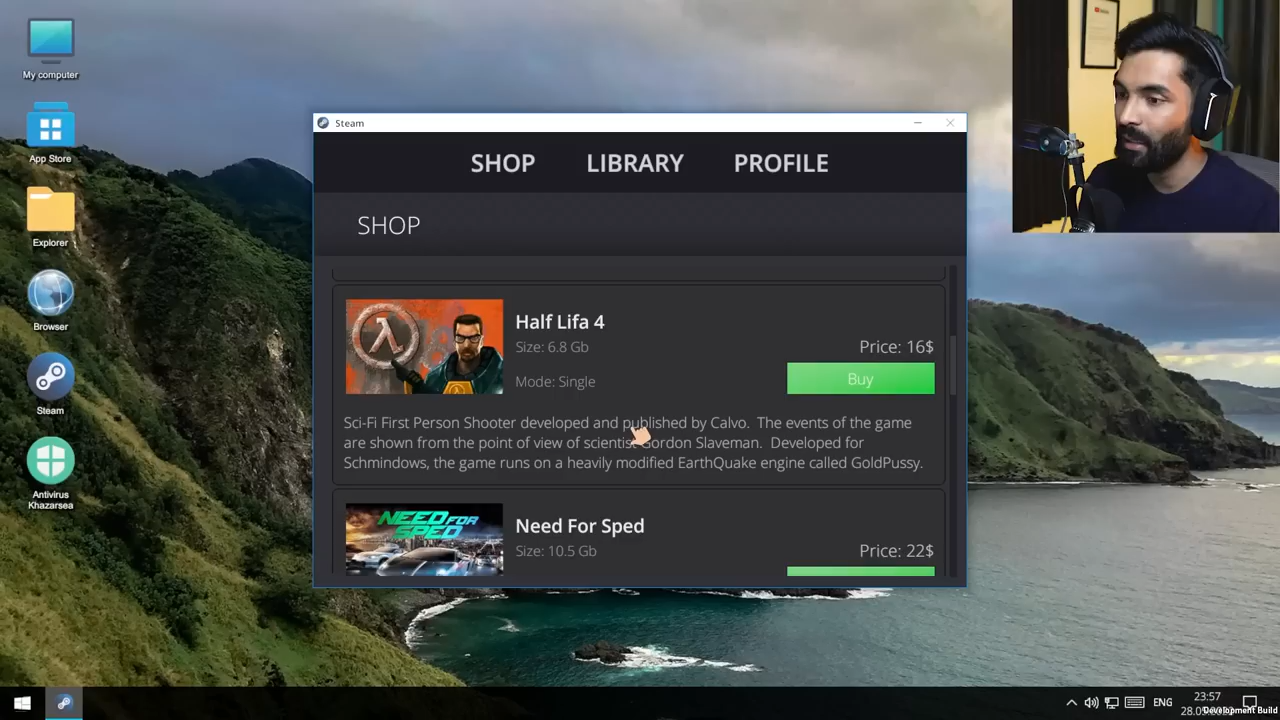 My computer
App Store
Explorer
Browser
Steam
Antivirus
Khazarsea
Steam
SHOP LIBRARY PROFILE
SHOP
Half Lifa 4
Size: 6.8 Gb
Price: 16$
Mode: Single
Buy
Sci-Fi First Person Shooter developed and published by Calvo. The events of the game
are shown from the point of view of scientist Gordon Slaveman. Developed for
Schmindows, the game runs on a heavily modified EarthQuake engine called GoldPussy.
NEED FOR
SPED
Need For Sped
Size: 10.5 Gb
Price: 22$
ENG
23:57
28.05
Development Build